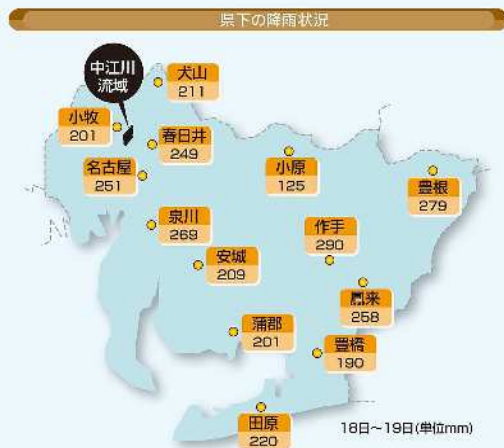 県下の降雨状況
中江川
流域
犬山
211
小牧
201
春日井
249
名古屋
251
小原
125
豊根
279
泉川
269
作手
290
安城
209
鳳来
258
蒲郡
201
豊橋
190
田原
220
18日〜19日(単位mm)